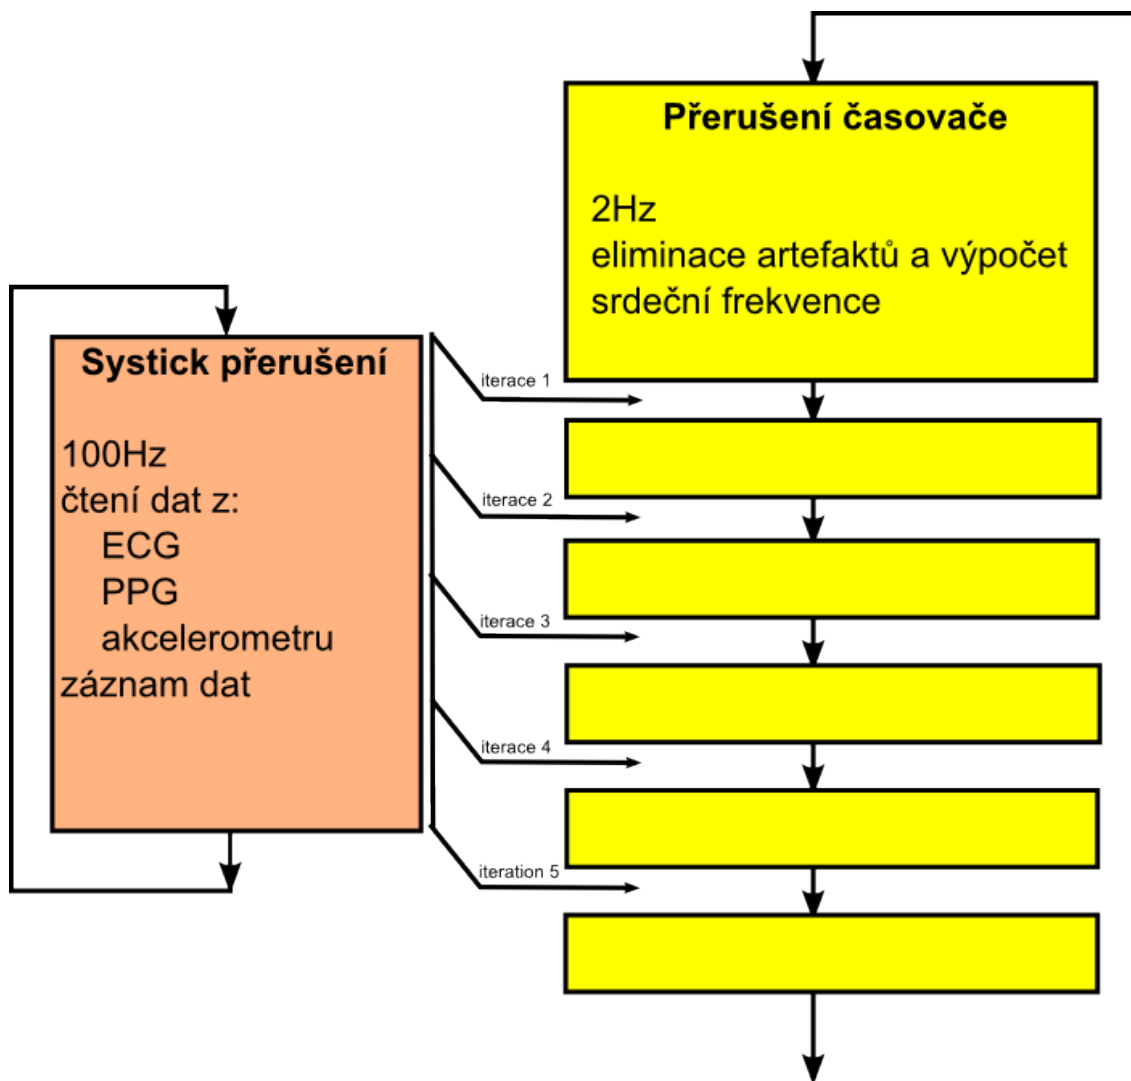 Přerušení časovače
2Hz
eliminace artefaktů a výpočet
srdeční frekvence
Systick přerušení
100Hz
čtení dat z:
ECG
PPG
akcelerometru
záznam dat
iterace 1
iterace 2
iterace 3
iterace 4
iteration 5